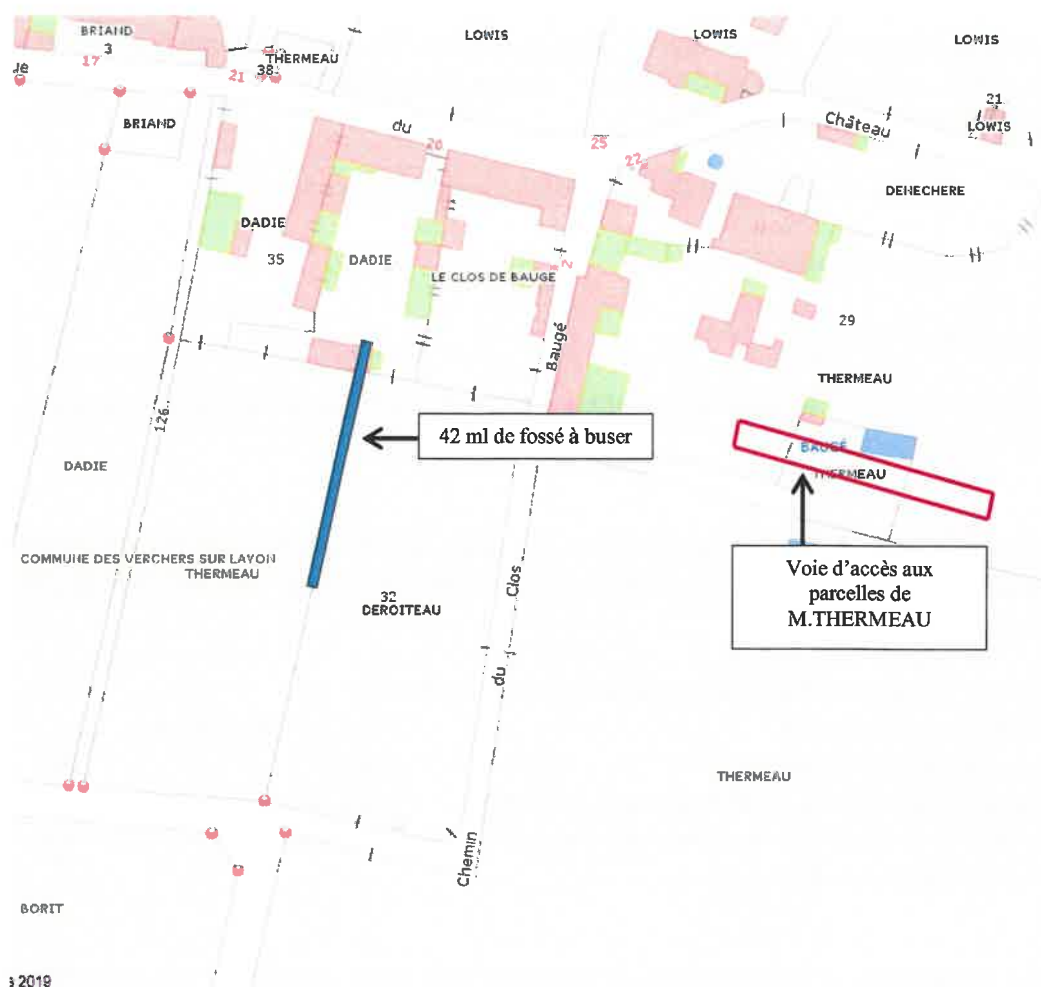 BRIAND
3
17
THERMEAU
38
21
LOWIS
LOWIS
LOWIS
21
LOWIS
BRIAND
du
20
25
22
Château
DENECHERE
DADIE
35
DADIE
LE CLOS DE BAUGE
2
Baugé
29
THERMEAU
126
42 ml de fossé à buser
BAUGÉ
THERMEAU
DADIE
COMMUNE DES VERCHERS SUR LAYON
THERMEAU
32
DEROITEAU
Clos
du
Chemin
Voie d'accès aux
parcelles de
M.THERMEAU
THERMEAU
BORIT
2019